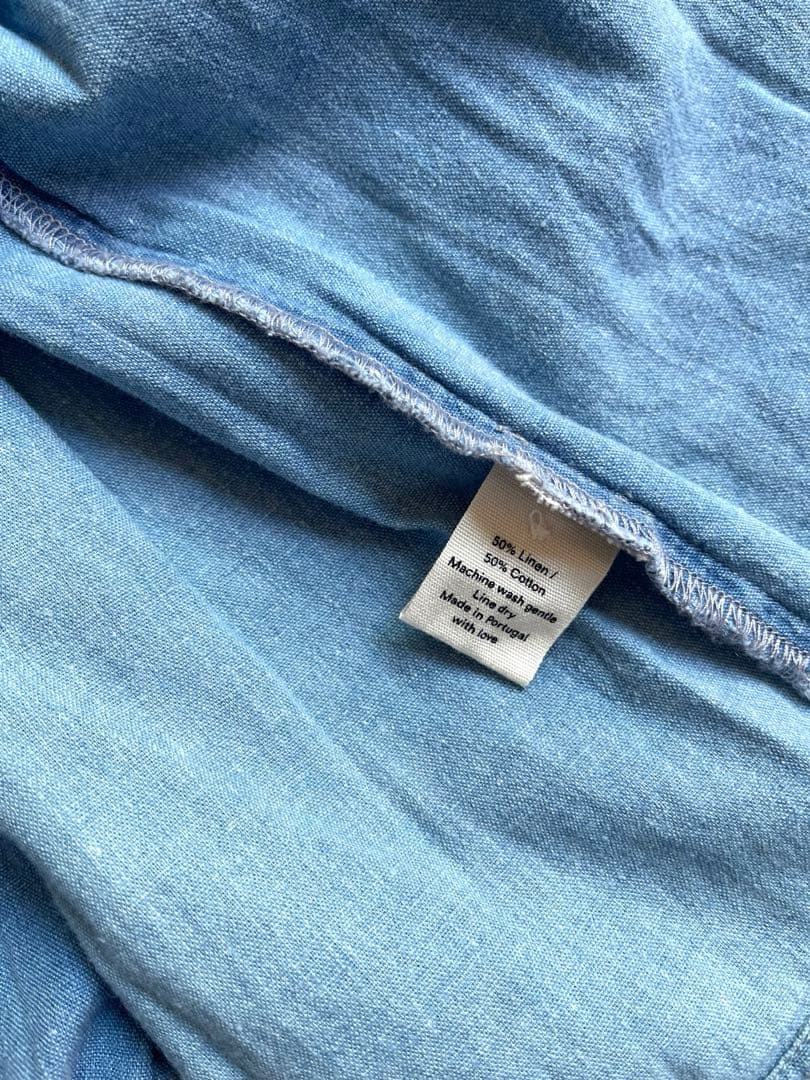 50% Linen /
50% Cotton
Machine wash gentle
Line dry
Made in Portugal
with love